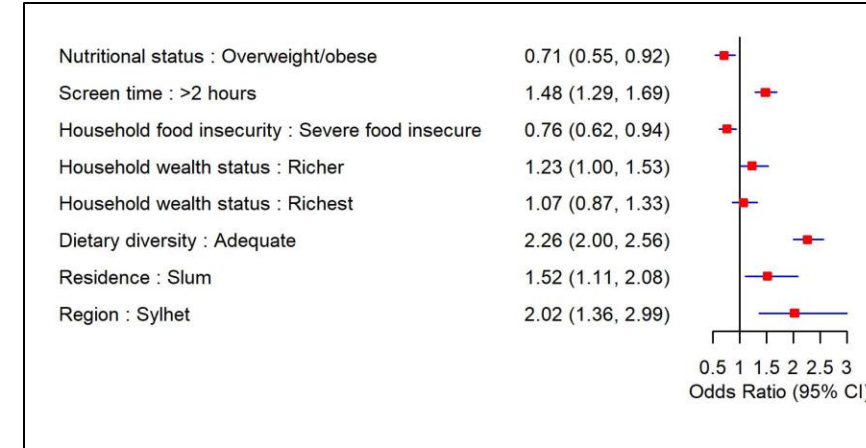 Nutritional status : Overweight/obese 0.71 (0.55, 0.92)
Screen time : >2 hours 1.48 (1.29, 1.69)
Household food insecurity : Severe food insecure 0.76 (0.62, 0.94)
Household wealth status : Richer 1.23 (1.00, 1.53)
Household wealth status : Richest 1.07 (0.87, 1.33)
Dietary diversity : Adequate 2.26 (2.00, 2.56)
Residence : Slum 1.52 (1.11, 2.08)
Region : Sylhet 2.02 (1.36, 2.99)
0.5 1 1.5 2 2.5 3
Odds Ratio (95% CI)